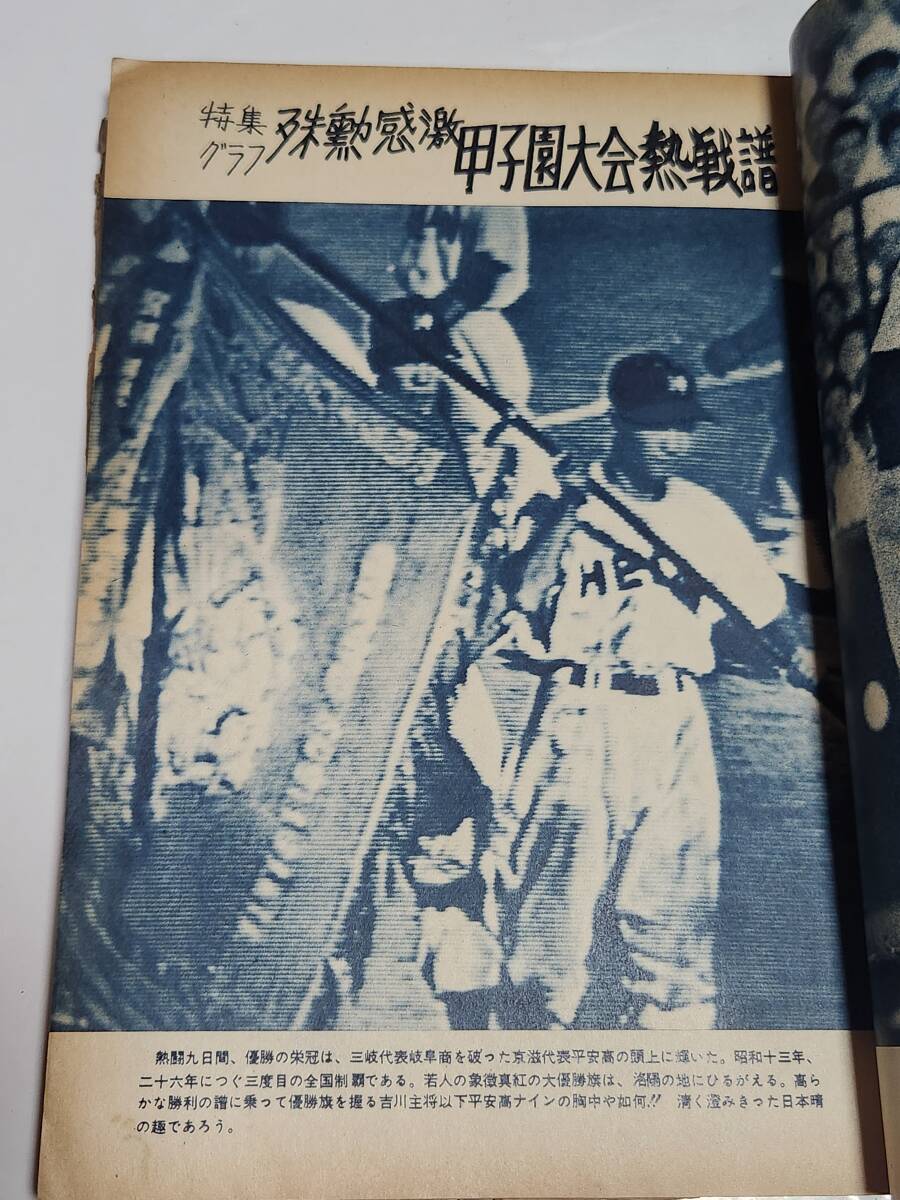 特集
グラフ
殊勲感激
甲子園大会熱戦譜
HE
熱闘九日間、優勝の栄冠は、三岐代表岐阜商を破った京滋代表平安高の頭上に輝いた。昭和十三年、
二十六年につぐ三度目の全国制覇である。若人の象徴真紅の大優勝旗は、洛陽の地にひるがえる。高ら
かな勝利の譜に乗って優勝旗を握る吉川主将以下平安高ナインの胸中や如何!! 清く澄みきった日本晴
の趣であろう。